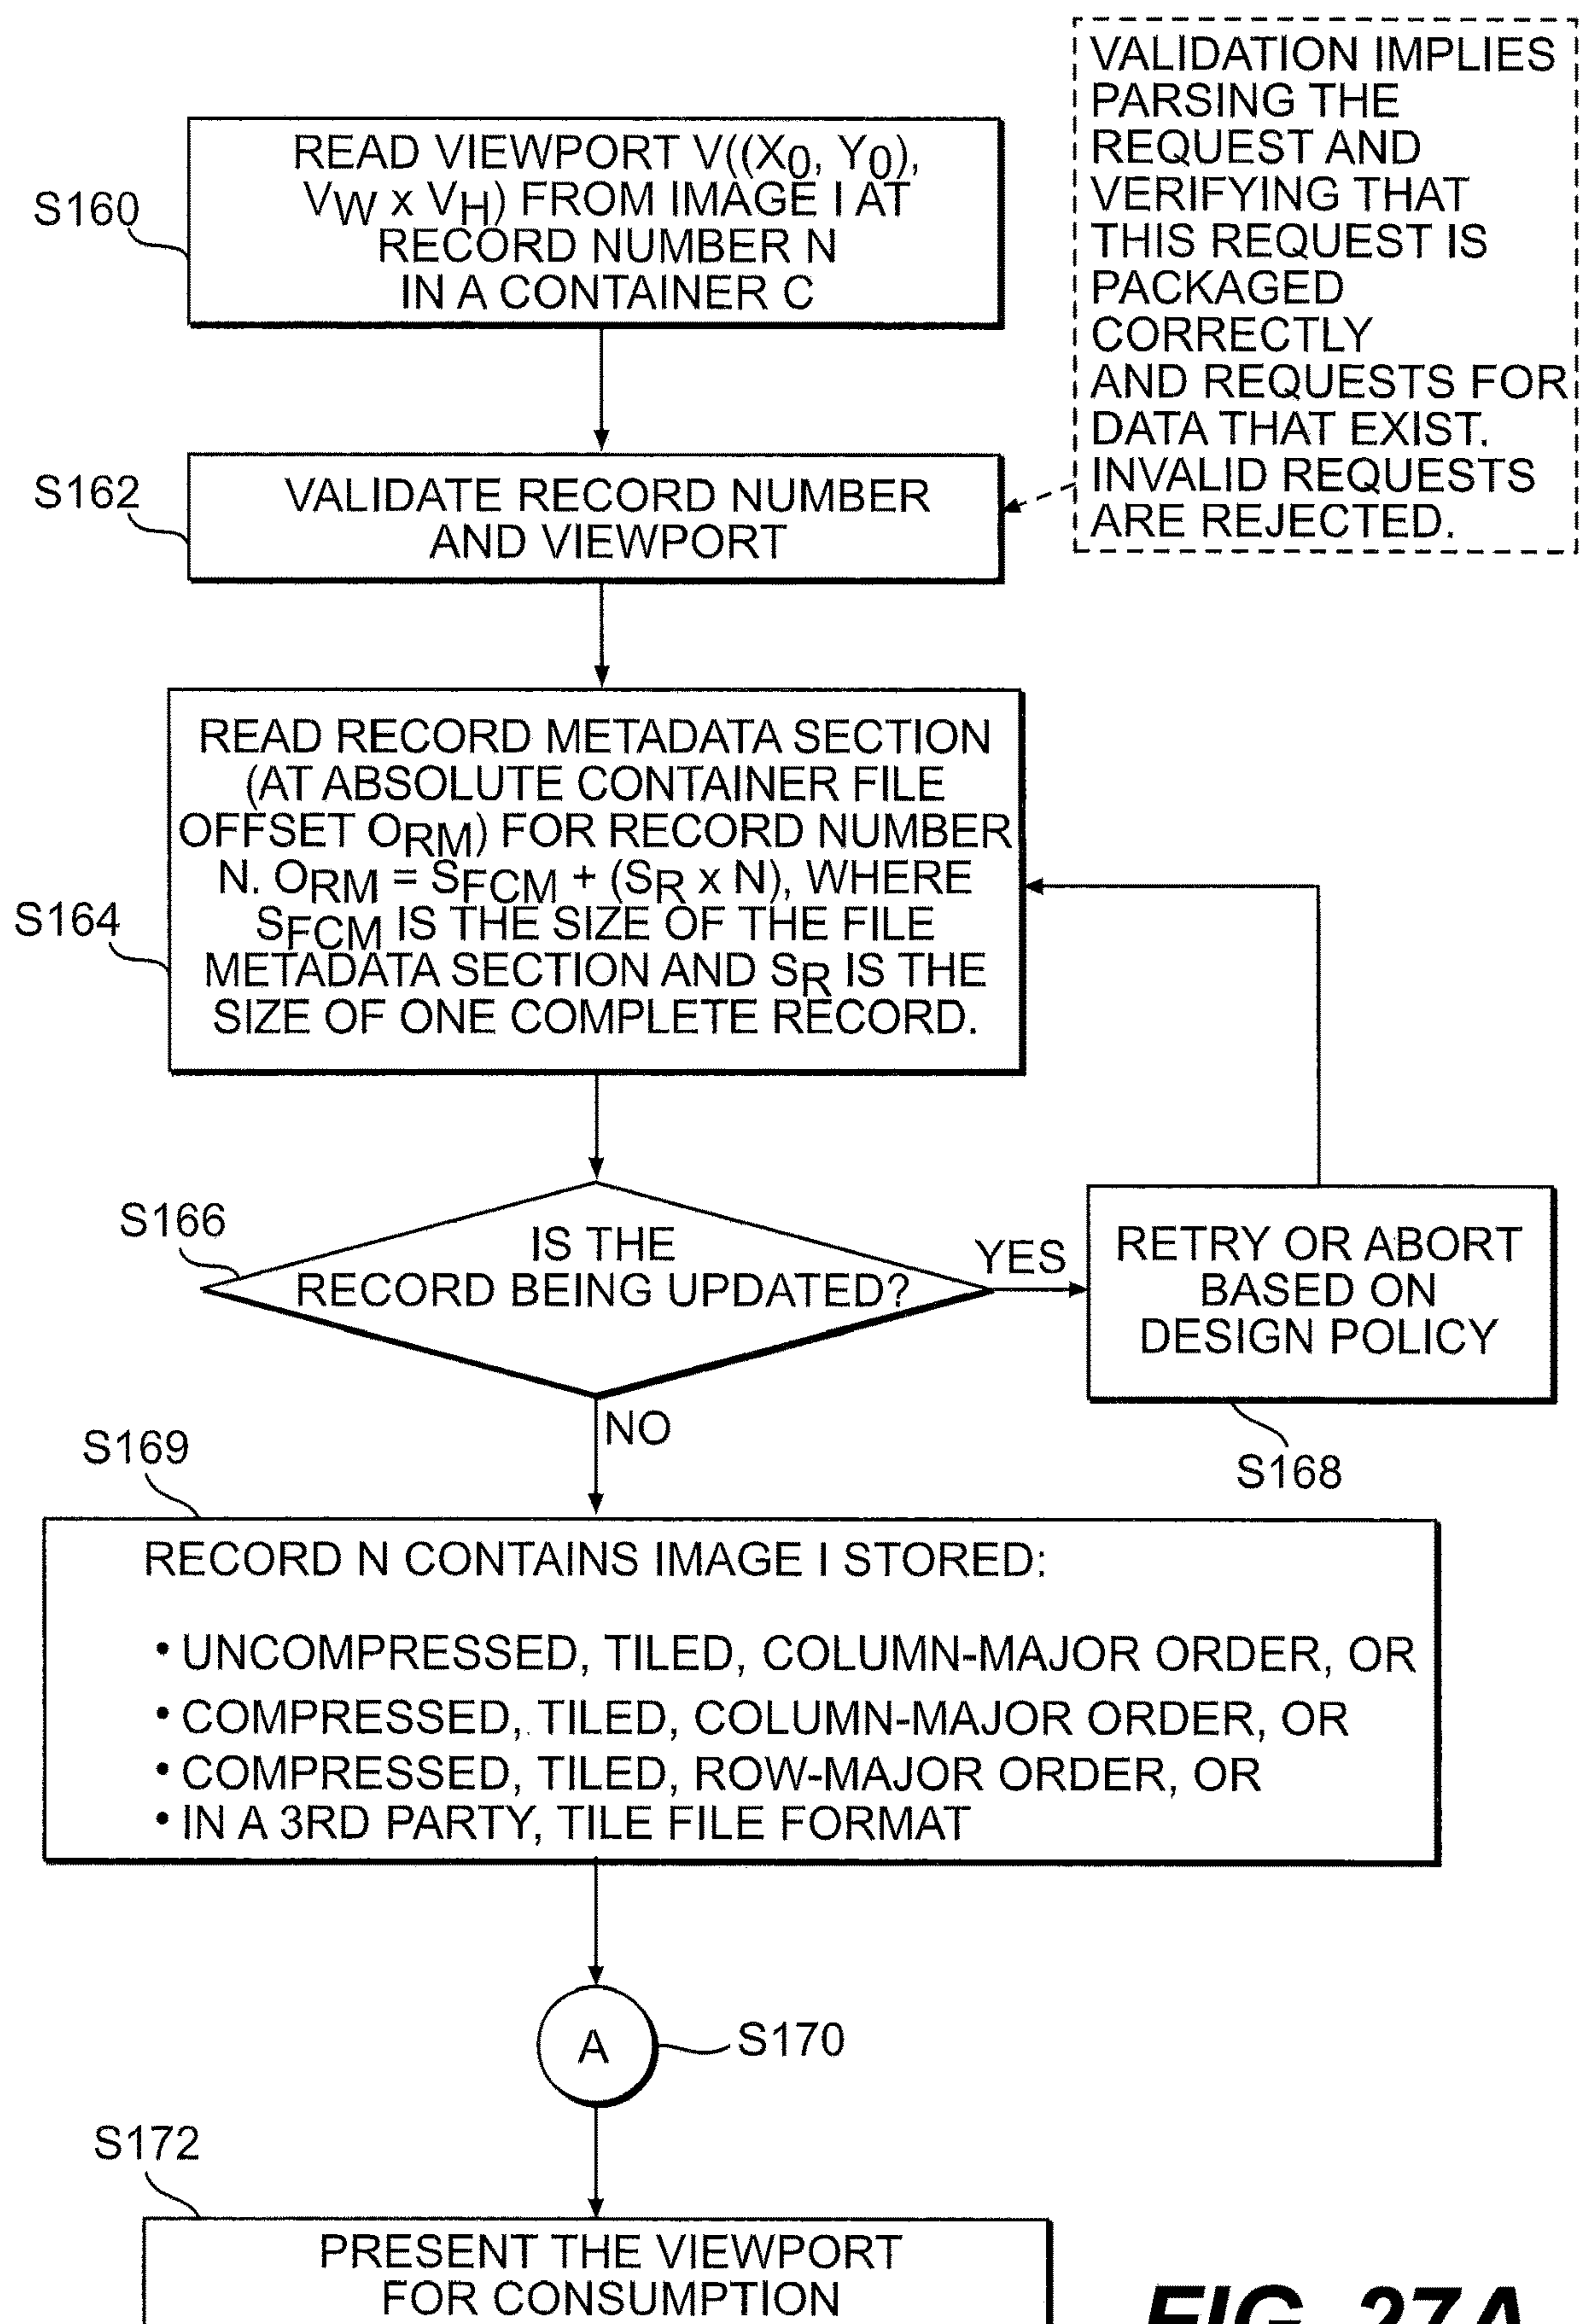 VALIDATION IMPLIES
PARSING THE
REQUEST AND
VERIFYING THAT
THIS REQUEST IS
PACKAGED
CORRECTLY
AND REQUESTS FOR
DATA THAT EXIST.
INVALID REQUESTS
ARE REJECTED.
S160
READ VIEWPORT V((X0, Y0),
VW x VH) FROM IMAGE I AT
RECORD NUMBER N
IN A CONTAINER C
S162
VALIDATE RECORD NUMBER
AND VIEWPORT
S164
READ RECORD METADATA SECTION
(AT ABSOLUTE CONTAINER FILE
OFFSET ORM) FOR RECORD NUMBER
N. ORM = SFCM + (SR x N), WHERE
SFCM IS THE SIZE OF THE FILE
METADATA SECTION AND SR IS THE
SIZE OF ONE COMPLETE RECORD.
S166
IS THE
RECORD BEING UPDATED?
YES
RETRY OR ABORT
BASED ON
DESIGN POLICY
S168
NO
S169
RECORD N CONTAINS IMAGE I STORED:
• UNCOMPRESSED, TILED, COLUMN-MAJOR ORDER, OR
• COMPRESSED, TILED, COLUMN-MAJOR ORDER, OR
• COMPRESSED, TILED, ROW-MAJOR ORDER, OR
• IN A 3RD PARTY, TILE FILE FORMAT
A
S170
S172
PRESENT THE VIEWPORT
FOR CONSUMPTION
FIG. 27A